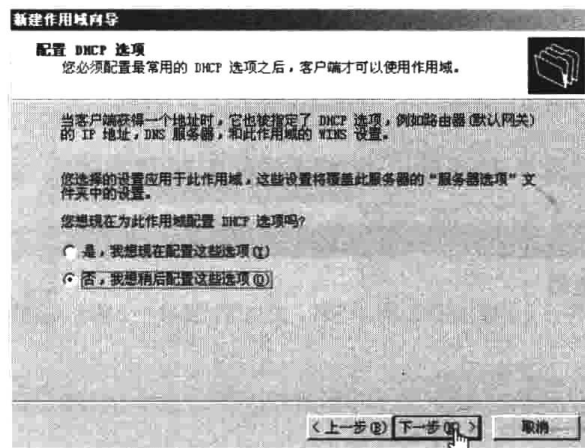 新建作用域向导
配置 DHCP 选项
您必须配置最常用的 DHCP 选项之后，客户端才可以使用作用域。
当客户端获得一个地址时，它也被指定了 DHCP 选项，例如路由器(默认网关)
的 IP 地址，DNS 服务器，和此作用域的 WINS 设置。
您选择的设置应用于此作用域，这些设置将覆盖此服务器的“服务器选项”文
件夹中的设置。
您想现在为此作用域配置 DHCP 选项吗?
是，我想现在配置这些选项(Y)
否，我想稍后配置这些选项(O)
<上一步(B) 下一步(N)> 取消